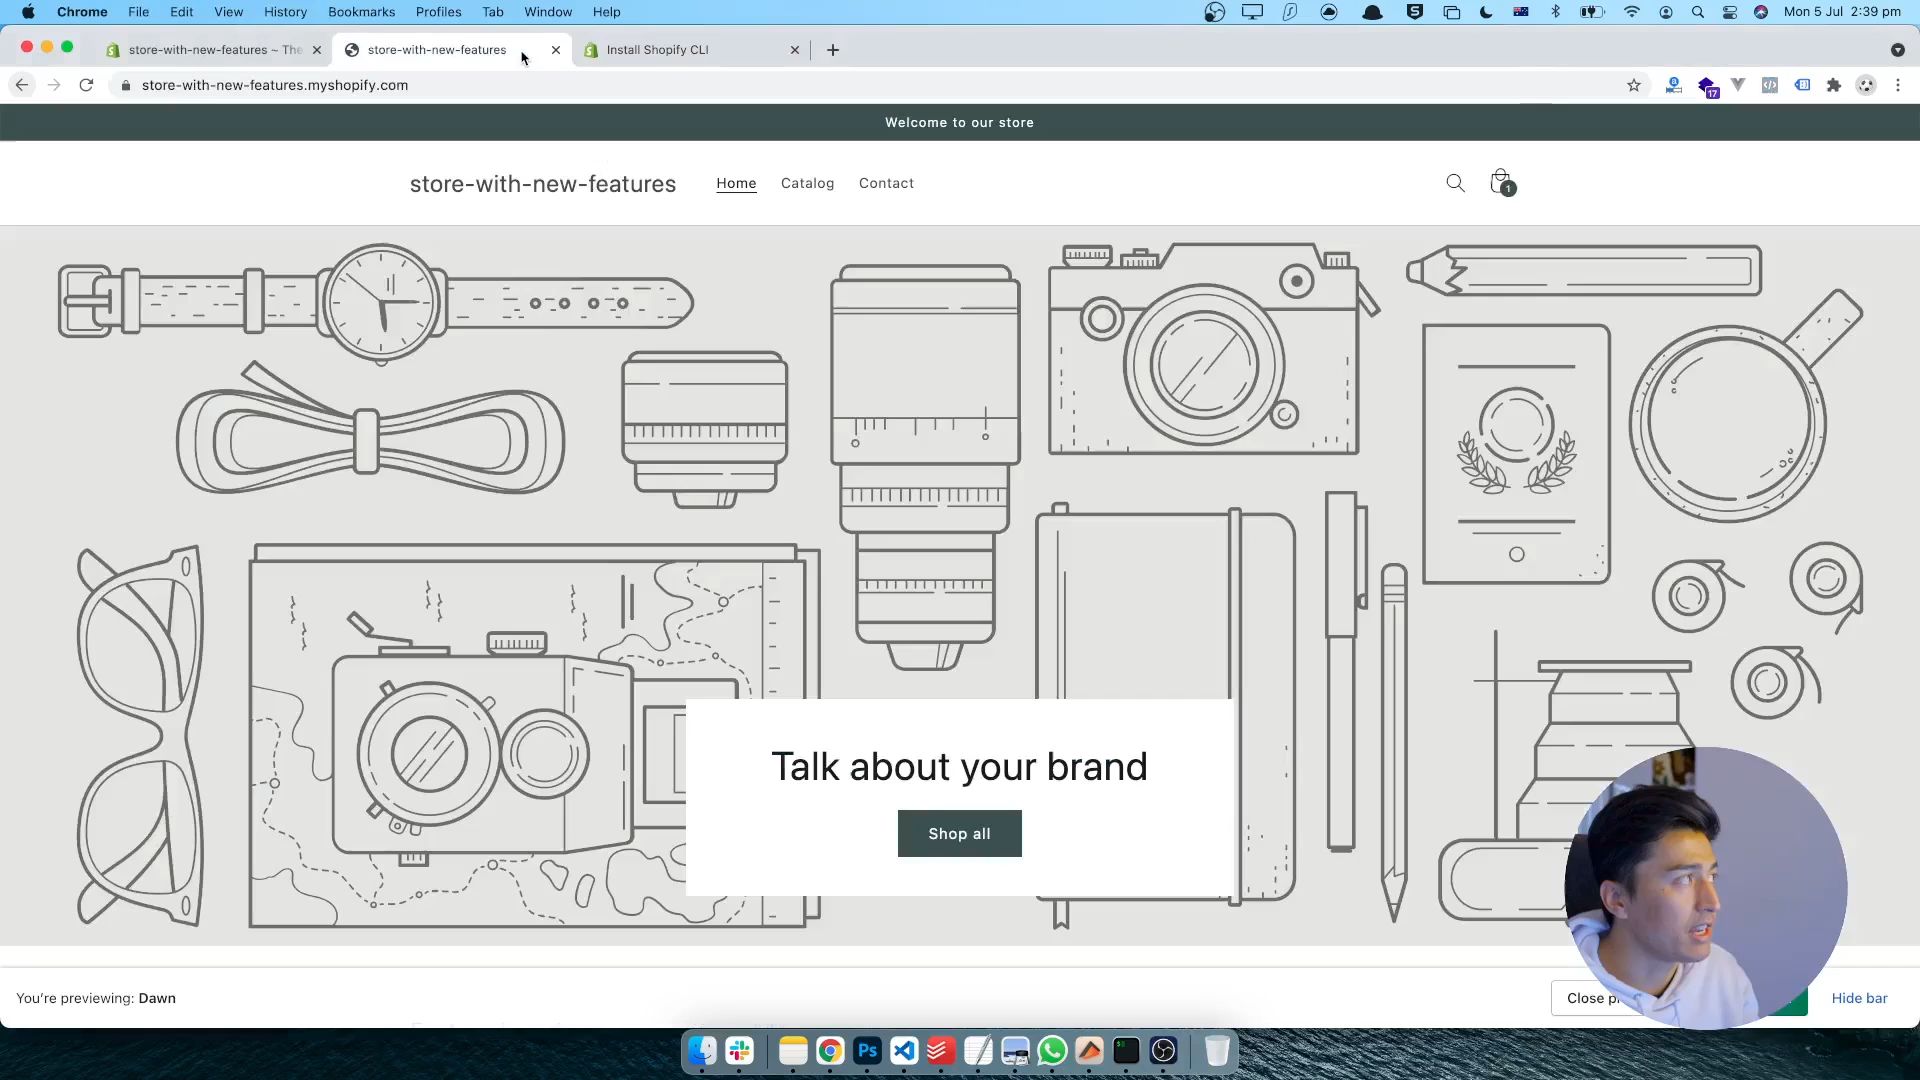 Chrome File Edit View History Bookmarks Profiles Tab Window Help Mon 5 Jul 2:39 pm
store-with-new-features ~ The store-with-new-features Install Shopify CLI
store-with-new-features.myshopify.com
17
Welcome to our store
store-with-new-features Home Catalog Contact
1
Talk about your brand
Shop all
You're previewing: Dawn Close Hide bar
Ps